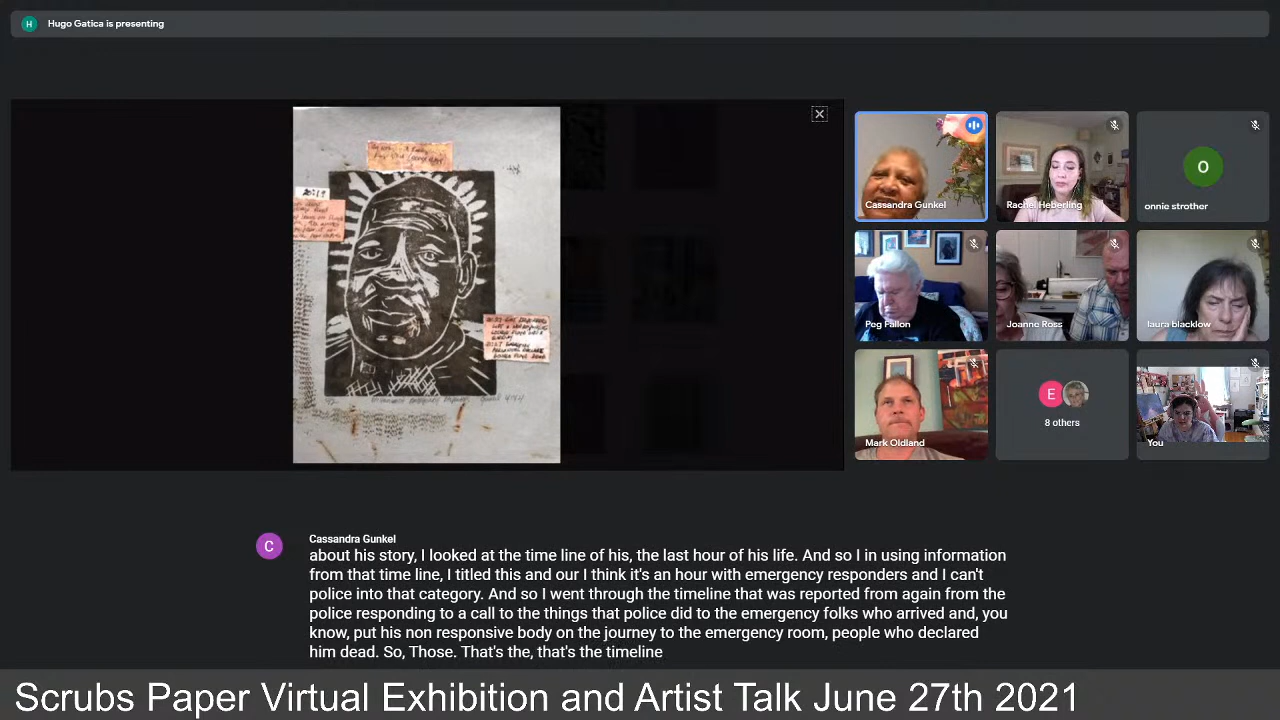 H Hugo Gatica is presenting
20:19
Cassandra Gunkel
Rachel Heberling
O
onnie strother
Peg Fallon
Joanne Ross
laura blacklow
Mark Oldland
E
8 others
You
C
Cassandra Gunkel
about his story, I looked at the time line of his, the last hour of his life. And so I in using information
from that time line, I titled this and our I think it's an hour with emergency responders and I can't
police into that category. And so I went through the timeline that was reported from again from the
police responding to a call to the things that police did to the emergency folks who arrived and, you
know, put his non responsive body on the journey to the emergency room, people who declared
him dead. So, Those. That's the, that's the timeline
Scrubs Paper Virtual Exhibition and Artist Talk June 27th 2021